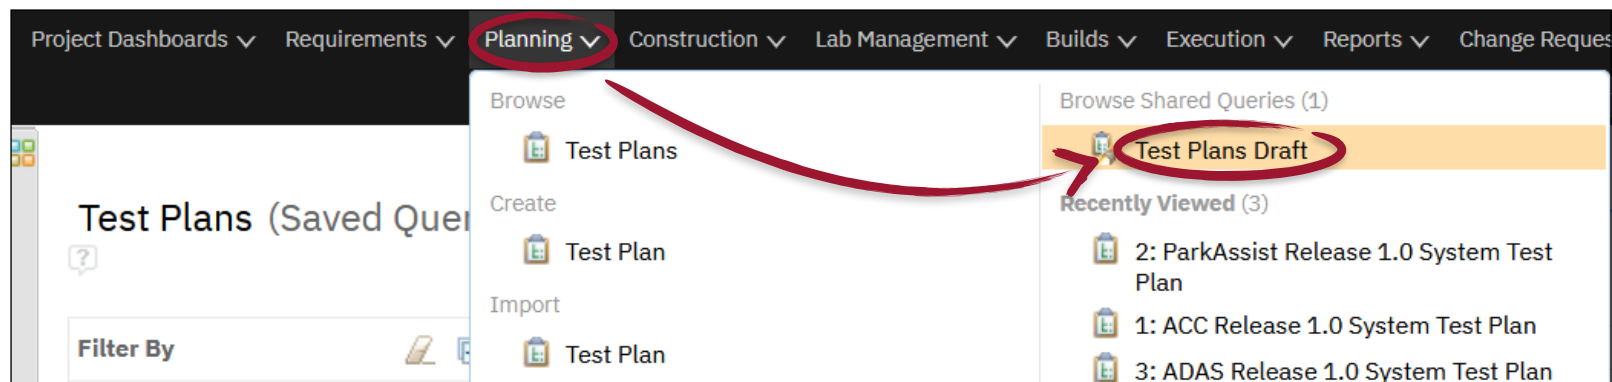 Project Dashboards Requirements Planning Construction Lab Management Builds Execution Reports Change Reques
Browse
Test Plans
Create
Test Plan
Import
Test Plan
Browse Shared Queries (1)
Test Plans Draft
Recently Viewed (3)
2: ParkAssist Release 1.0 System Test
Plan
1: ACC Release 1.0 System Test Plan
3: ADAS Release 1.0 System Test Plan
Test Plans (Saved Quer
?
Filter By